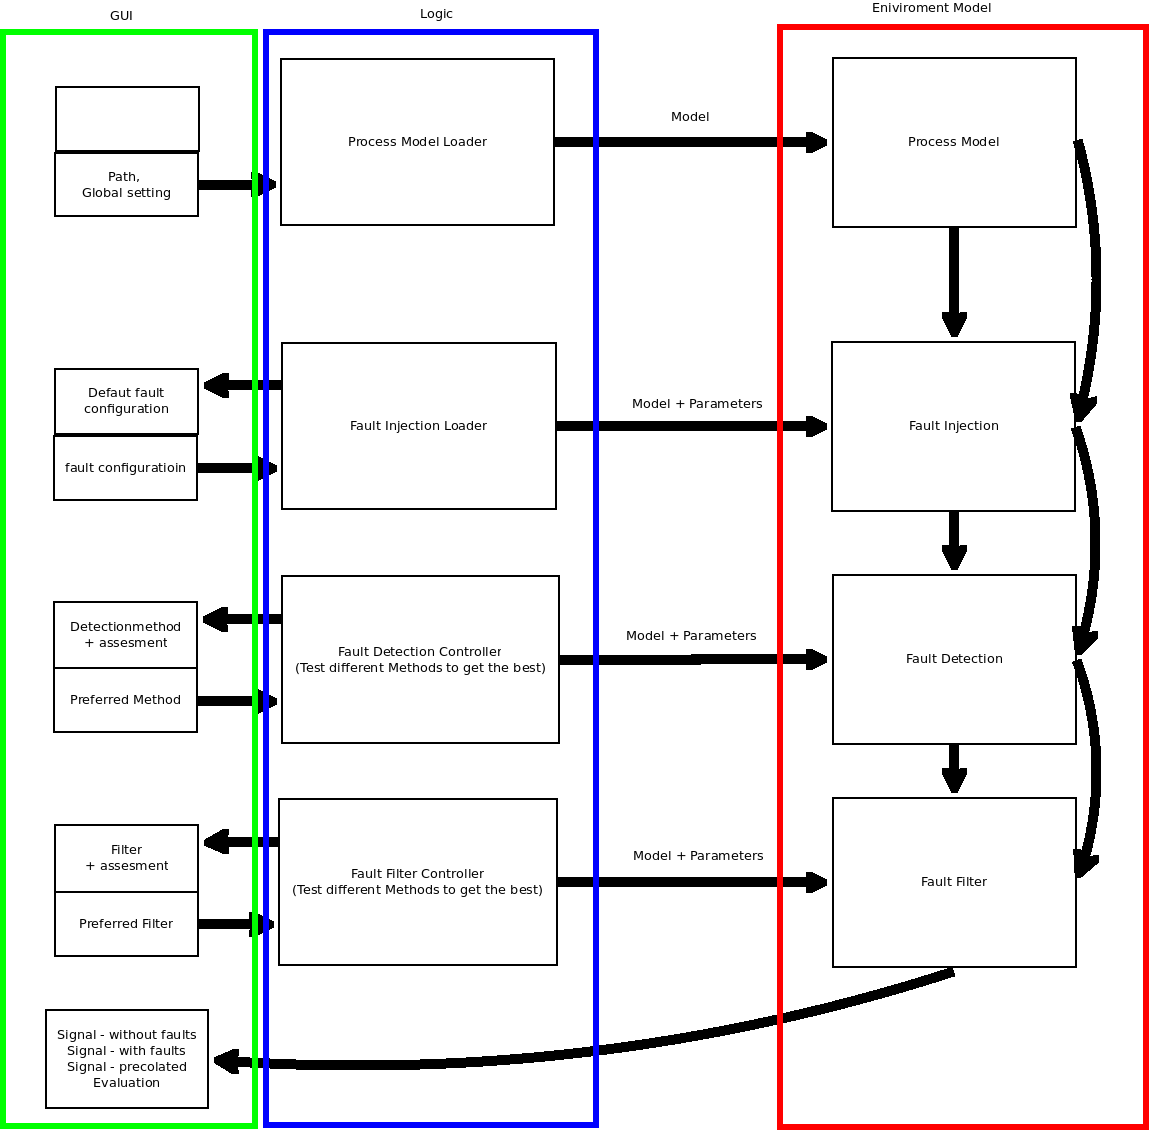 GUI
Logic
Eniviroment Model
Path,
Global setting
Process Model Loader
Model
Process Model
Defaut fault
configuration
fault configuratioin
Fault Injection Loader
Model + Parameters
Fault Injection
Detectionmethod
+ assesment
Preferred Method
Fault Detection Controller
(Test different Methods to get the best)
Model + Parameters
Fault Detection
Filter
+ assesment
Preferred Filter
Fault Filter Controller
(Test different Methods to get the best)
Model + Parameters
Fault Filter
Signal - without faults
Signal - with faults
Signal - precolated
Evaluation